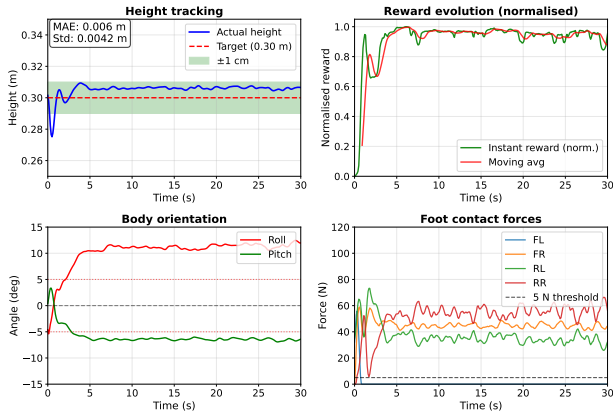 Height tracking
MAE: 0.006 m
Std: 0.0042 m
Actual height
Target (0.30 m)
±1 cm
Height (m)
0.34
0.32
0.30
0.28
0.26
0
5
10
15
20
25
30
Time (s)
Reward evolution (normalised)
Normalised reward
1.0
0.8
0.6
0.4
0.2
0.0
Instant reward (norm.)
Moving avg
0
5
10
15
20
25
30
Time (s)
Body orientation
Roll
Pitch
Angle (deg)
15
10
5
0
−5
−10
−15
0
5
10
15
20
25
30
Time (s)
Foot contact forces
FL
FR
RL
RR
5 N threshold
Force (N)
120
100
80
60
40
20
0
0
5
10
15
20
25
30
Time (s)